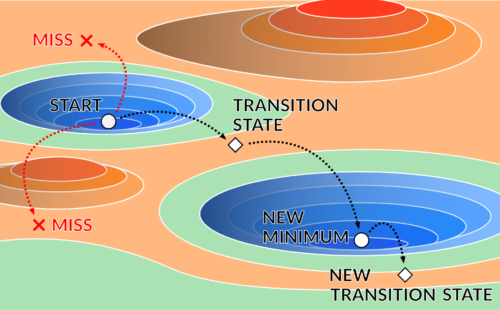 MISS
START
TRANSITION
STATE
MISS
NEW
MINIMUM
NEW
TRANSITION STATE